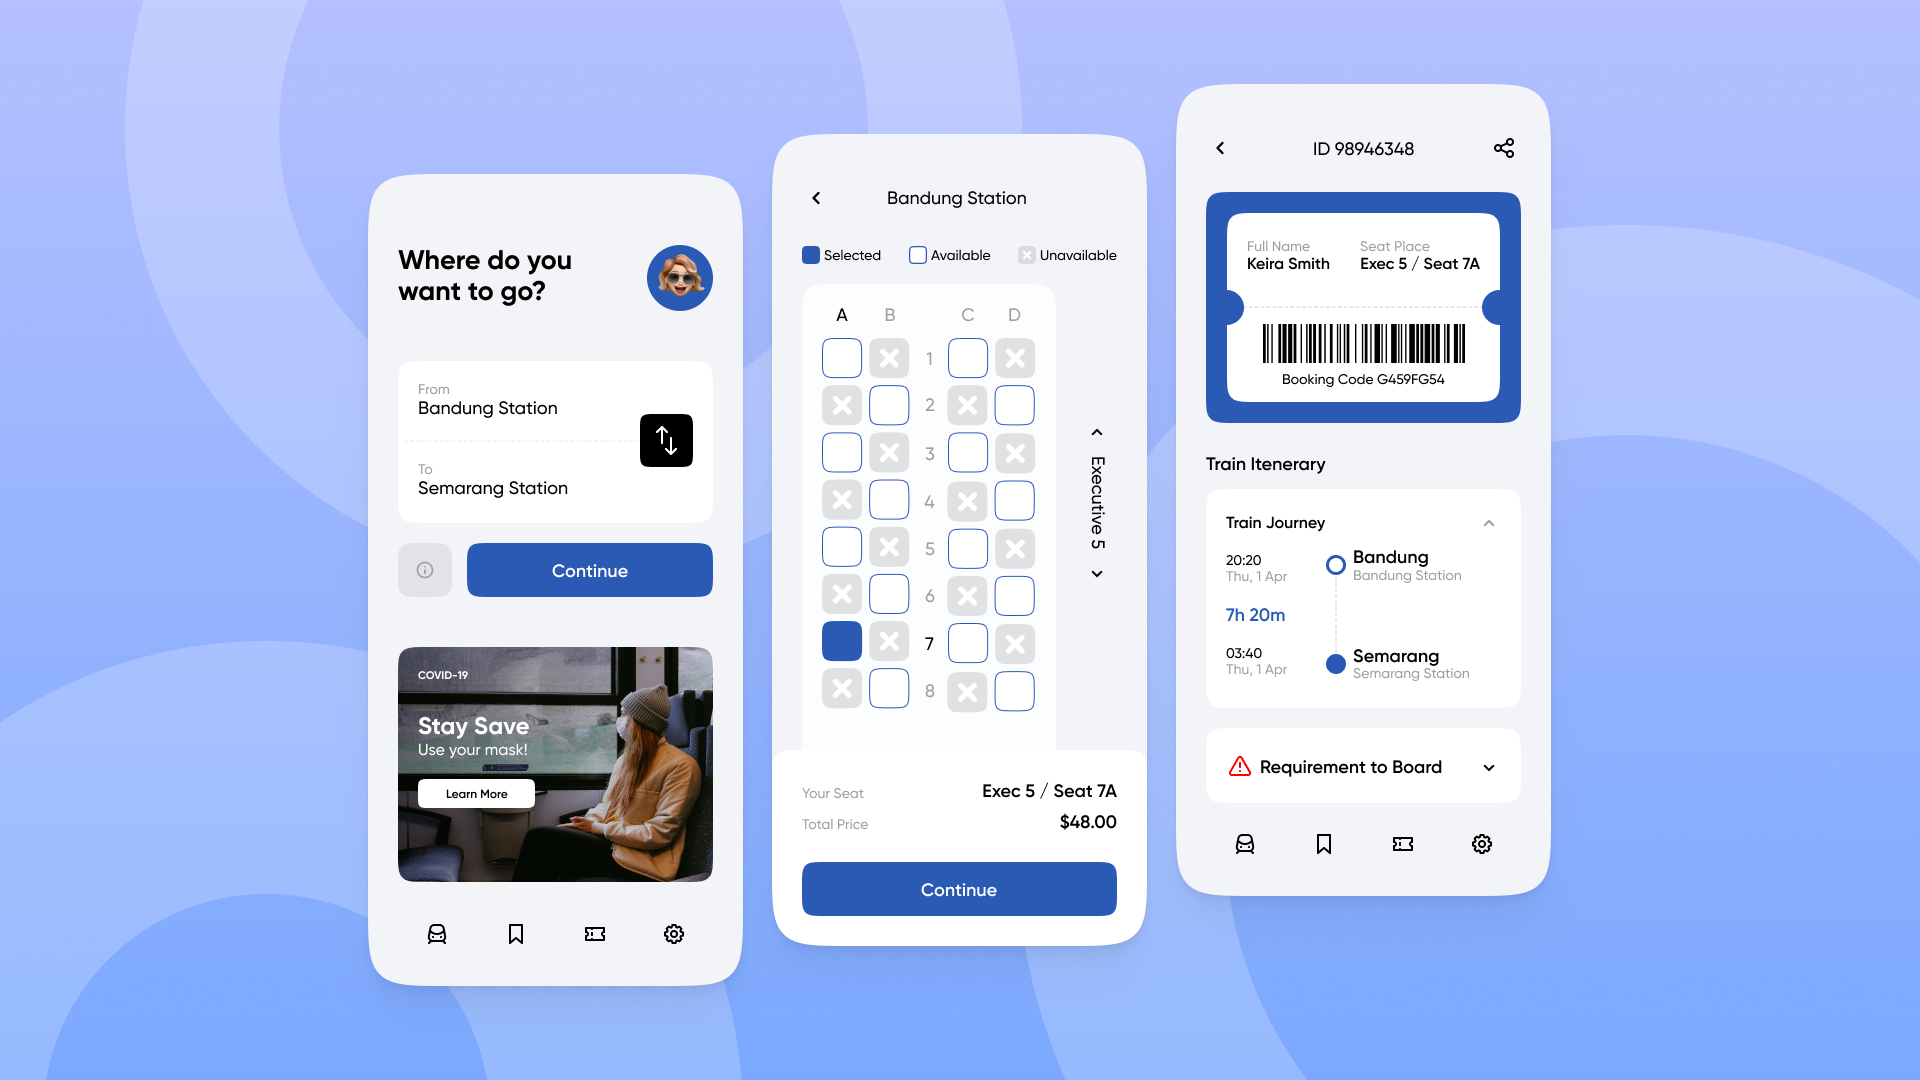 Where do you
want to go?
From
Bandung Station
To
Semarang Station
Continue
COVID-19
Stay Save
Use your mask!
Learn More
Bandung Station
Selected
Available
Unavailable
A B C D
1
2
3
4
5
6
7
8
Executive 5
Your Seat Exec 5 / Seat 7A
Total Price $48.00
Continue
ID 98946348
Full Name Seat Place
Keira Smith Exec 5 / Seat 7A
Booking Code G459FG54
Train Itenerary
Train Journey
20:20 Bandung
Thu, 1 Apr Bandung Station
7h 20m
03:40 Semarang
Thu, 1 Apr Semarang Station
Requirement to Board